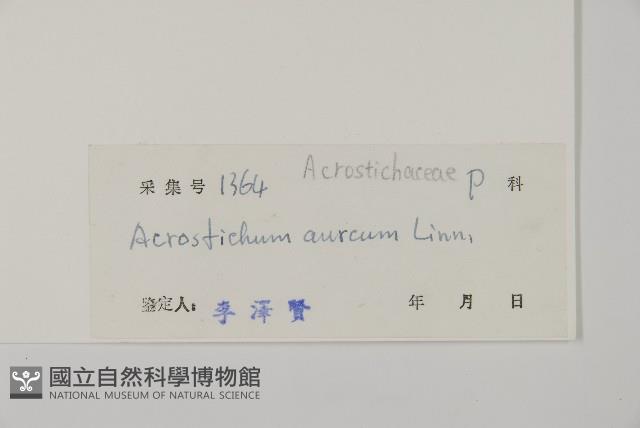 采集号 1364 Acrostichaceae P 科
Acrostichum aureum Linn.
鉴定人: 李澤賢 年 月 日
國立自然科學博物館
NATIONAL MUSEUM OF NATURAL SCIENCE